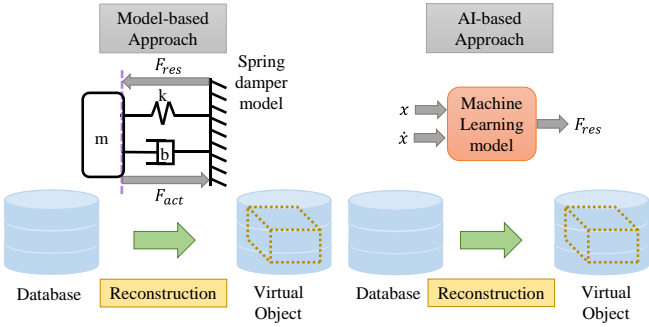 Model-based
Approach
F_res
k
m
b
F_act
Spring
damper
model
Database
Reconstruction
Virtual
Object
AI-based
Approach
x
ẋ
Machine
Learning
model
F_res
Database
Reconstruction
Virtual
Object